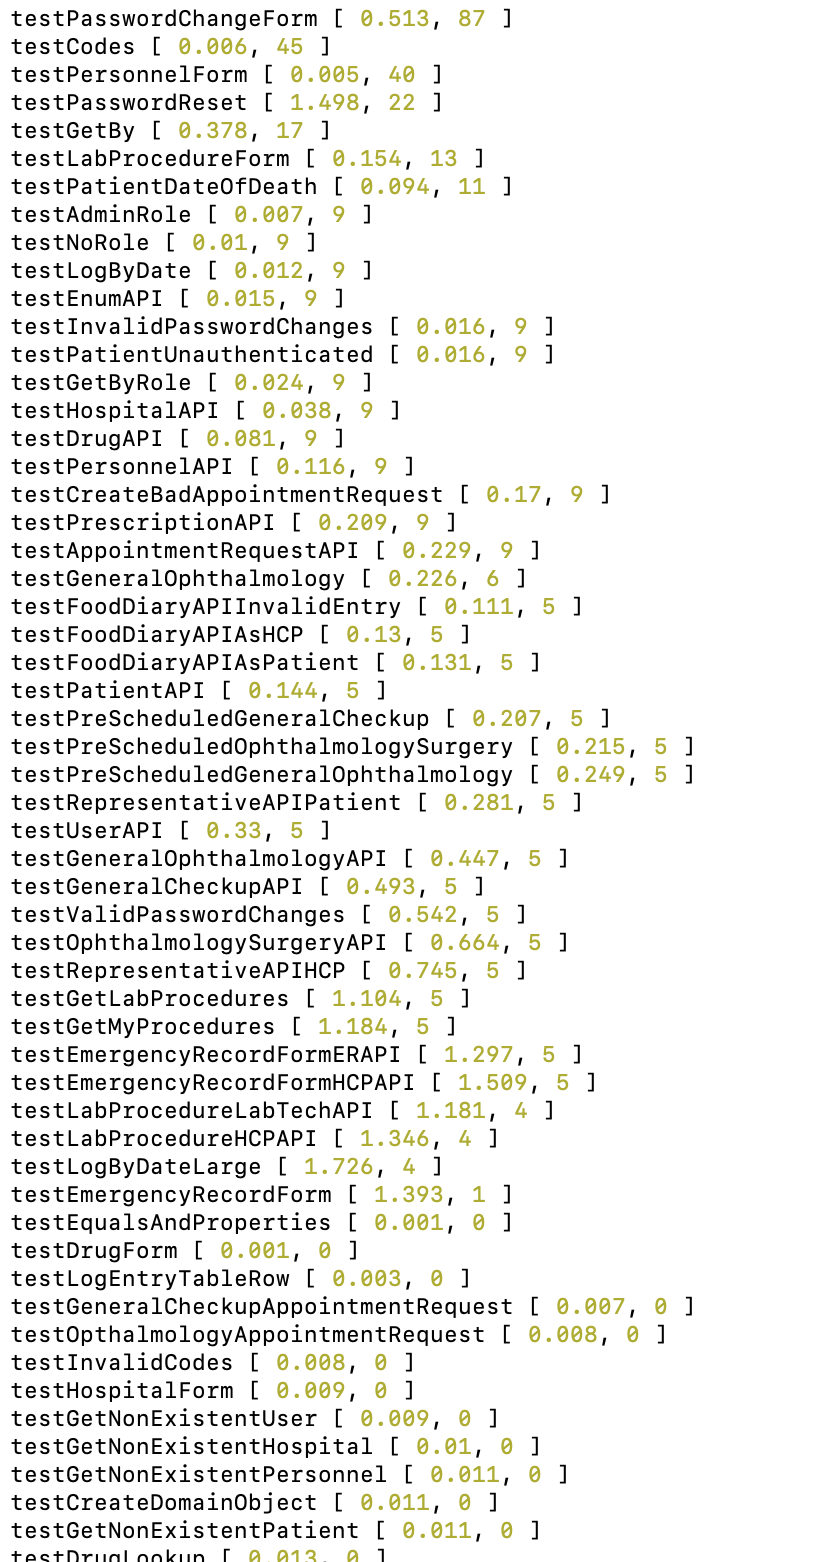 testPasswordChangeForm [ 0.513, 87 ]
testCodes [ 0.006, 45 ]
testPersonnelForm [ 0.005, 40 ]
testPasswordReset [ 1.498, 22 ]
testGetBy [ 0.378, 17 ]
testLabProcedureForm [ 0.154, 13 ]
testPatientDateOfDeath [ 0.094, 11 ]
testAdminRole [ 0.007, 9 ]
testNoRole [ 0.01, 9 ]
testLogByDate [ 0.012, 9 ]
testEnumAPI [ 0.015, 9 ]
testInvalidPasswordChanges [ 0.016, 9 ]
testPatientUnauthenticated [ 0.016, 9 ]
testGetByRole [ 0.024, 9 ]
testHospitalAPI [ 0.038, 9 ]
testDrugAPI [ 0.081, 9 ]
testPersonnelAPI [ 0.116, 9 ]
testCreateBadAppointmentRequest [ 0.17, 9 ]
testPrescriptionAPI [ 0.209, 9 ]
testAppointmentRequestAPI [ 0.229, 9 ]
testGeneralOphthalmology [ 0.226, 6 ]
testFoodDiaryAPIInvalidEntry [ 0.111, 5 ]
testFoodDiaryAPIAsHCP [ 0.13, 5 ]
testFoodDiaryAPIAsPatient [ 0.131, 5 ]
testPatientAPI [ 0.144, 5 ]
testPreScheduledGeneralCheckup [ 0.207, 5 ]
testPreScheduledOphthalmologySurgery [ 0.215, 5 ]
testPreScheduledGeneralOphthalmology [ 0.249, 5 ]
testRepresentativeAPIPatient [ 0.281, 5 ]
testUserAPI [ 0.33, 5 ]
testGeneralOphthalmologyAPI [ 0.447, 5 ]
testGeneralCheckupAPI [ 0.493, 5 ]
testValidPasswordChanges [ 0.542, 5 ]
testOphthalmologySurgeryAPI [ 0.664, 5 ]
testRepresentativeAPIHCP [ 0.745, 5 ]
testGetLabProcedures [ 1.104, 5 ]
testGetMyProcedures [ 1.184, 5 ]
testEmergencyRecordFormERAPI [ 1.297, 5 ]
testEmergencyRecordFormHCPAPI [ 1.509, 5 ]
testLabProcedureLabTechAPI [ 1.181, 4 ]
testLabProcedureHCPAPI [ 1.346, 4 ]
testLogByDateLarge [ 1.726, 4 ]
testEmergencyRecordForm [ 1.393, 1 ]
testEqualsAndProperties [ 0.001, 0 ]
testDrugForm [ 0.001, 0 ]
testLogEntryTableRow [ 0.003, 0 ]
testGeneralCheckupAppointmentRequest [ 0.007, 0 ]
testOpthalmologyAppointmentRequest [ 0.008, 0 ]
testInvalidCodes [ 0.008, 0 ]
testHospitalForm [ 0.009, 0 ]
testGetNonExistentUser [ 0.009, 0 ]
testGetNonExistentHospital [ 0.01, 0 ]
testGetNonExistentPersonnel [ 0.011, 0 ]
testCreateDomainObject [ 0.011, 0 ]
testGetNonExistentPatient [ 0.011, 0 ]
testDrugLookup [ 0.013, 0 ]